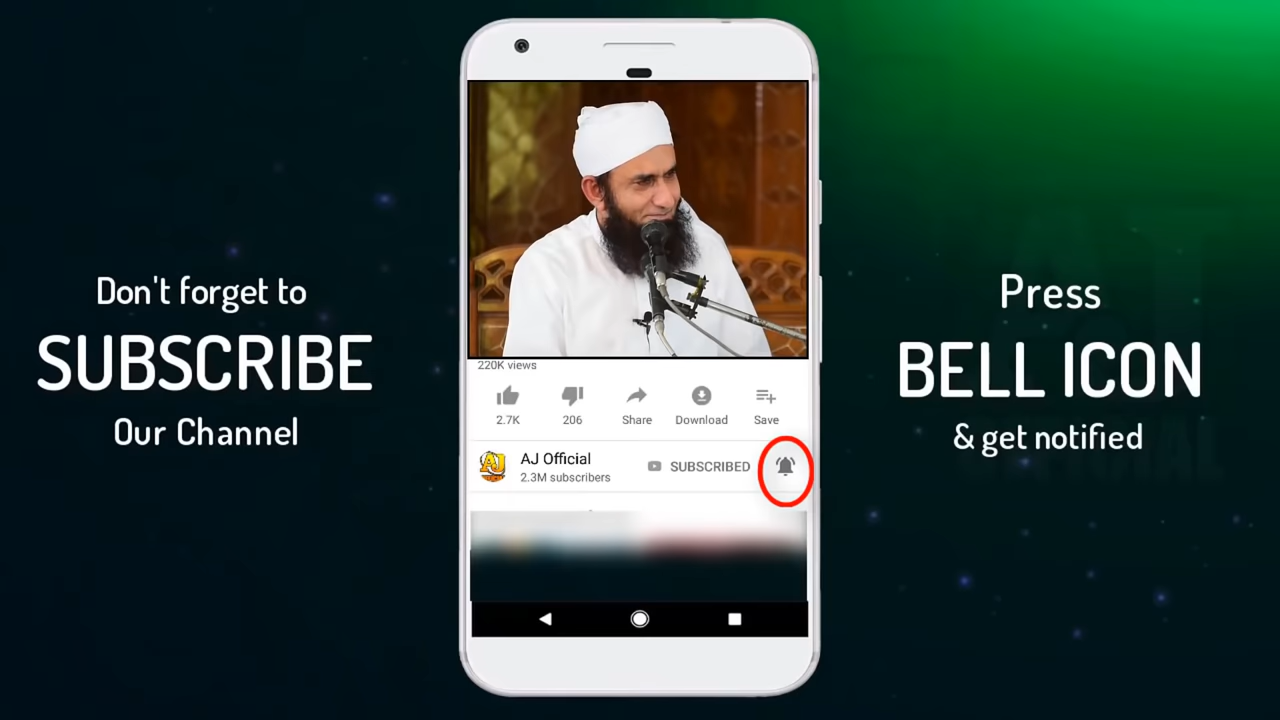 Don't forget to
SUBSCRIBE
Our Channel
220K views
2.7K
206
Share
Download
Save
AJ
AJ Official
2.3M subscribers
SUBSCRIBED
Press
BELL ICON
& get notified